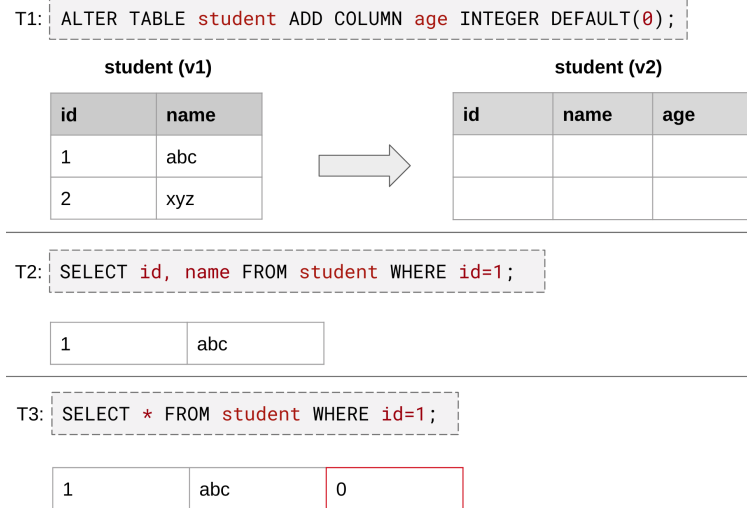 T1: ALTER TABLE student ADD COLUMN age INTEGER DEFAULT(0);
student (v1) student (v2)
id name id name age
1 abc
2 xyz
T2: SELECT id, name FROM student WHERE id=1;
1 abc
T3: SELECT * FROM student WHERE id=1;
1 abc 0